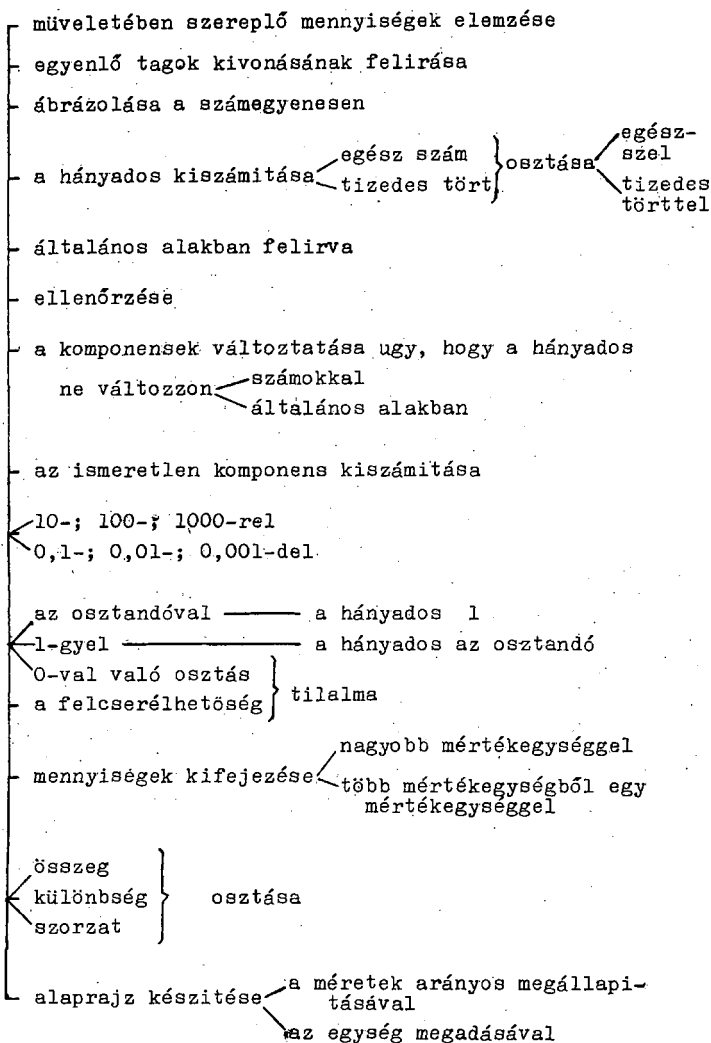 müveletében szereplő mennyiségek elemzése
egyenlő tagok kivonásának felirása
ábrázolása a számegyenesen
a hányados kiszámitása egész szám tizedes tört } osztása egész-
szel
tizedes
törttel
általános alakban felirva
ellenőrzése
a komponensek változtatása ugy, hogy a hányados
ne változzon számokkal
általános alakban
az ismeretlen komponens kiszámitása
10-; 100-; 1000-rel
0,1-; 0,01-; 0,001-del
az osztandóval —— a hányados 1
1-gyel —— a hányados az osztandó
0-val való osztás
a felcserélhetőség } tilalma
mennyiségek kifejezése nagyobb mértékegységgel
több mértékegységből egy
mértékegységgel
összeg
különbség } osztása
szorzat
alaprajz készitése a méretek arányos megállapi-
tásával
az egység megadásával